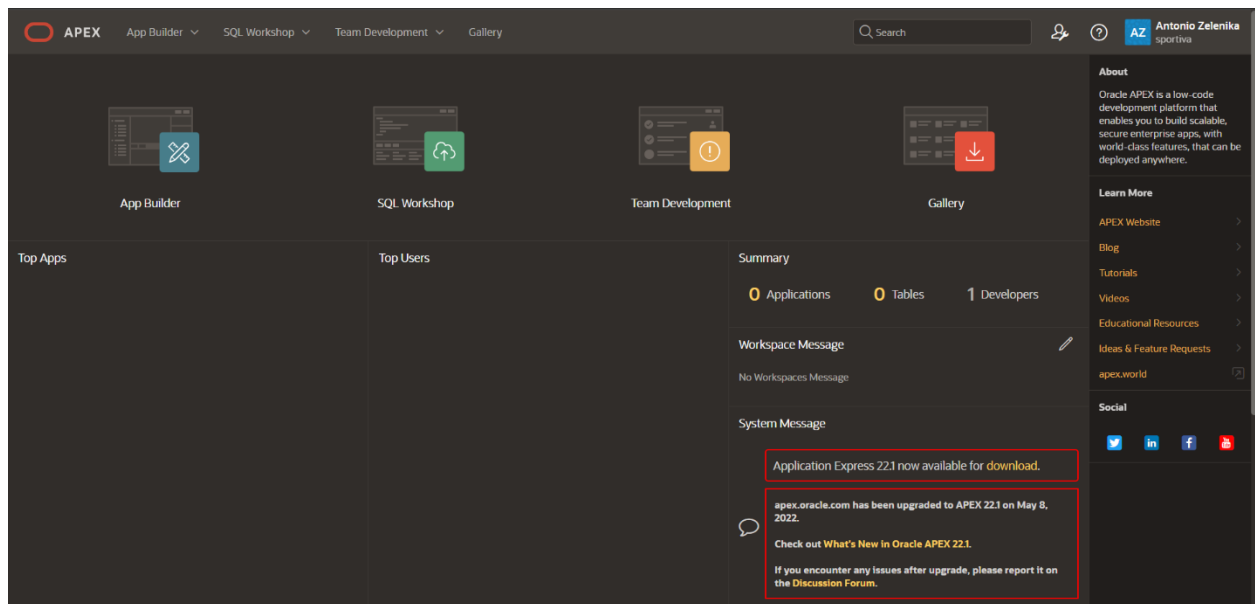 APEX
App Builder
SQL Workshop
Team Development
Gallery
Search
AZ
Antonio Zelenika
sportiva
App Builder
SQL Workshop
Team Development
Gallery
Top Apps
Top Users
Summary
0 Applications
0 Tables
1 Developers
Workspace Message
No Workspaces Message
System Message
Application Express 22.1 now available for download.
apex.oracle.com has been upgraded to APEX 22.1 on May 8,
2022.
Check out What's New in Oracle APEX 22.1.
If you encounter any issues after upgrade, please report it on
the Discussion Forum.
About
Oracle APEX is a low-code
development platform that
enables you to build scalable,
secure enterprise apps, with
world-class features, that can be
deployed anywhere.
Learn More
APEX Website
Blog
Tutorials
Videos
Educational Resources
Ideas & Feature Requests
apex.world
Social